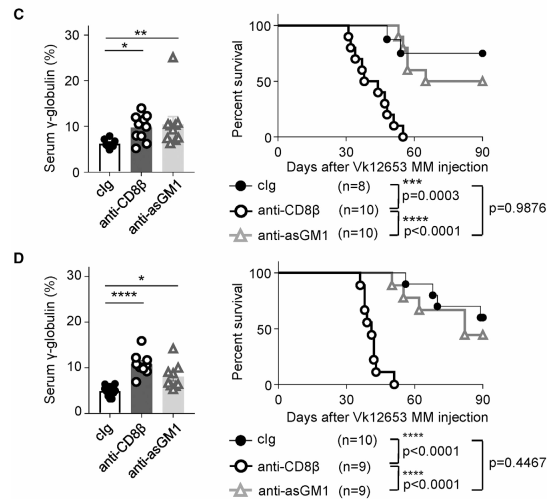 C
Serum γ-globulin (%)
30
20
10
0
**
*
cIg
anti-CD8β
anti-asGM1
Percent survival
100
50
0
0 30 60 90
Days after Vk12653 MM injection
cIg (n=8)
anti-CD8β (n=10)
anti-asGM1 (n=10)
***
p=0.0003
****
p<0.0001
p=0.9876
D
Serum γ-globulin (%)
30
20
10
0
*
****
cIg
anti-CD8β
anti-asGM1
Percent survival
100
50
0
0 30 60 90
Days after Vk12653 MM injection
cIg (n=10)
anti-CD8β (n=9)
anti-asGM1 (n=9)
****
p<0.0001
****
p<0.0001
p=0.4467